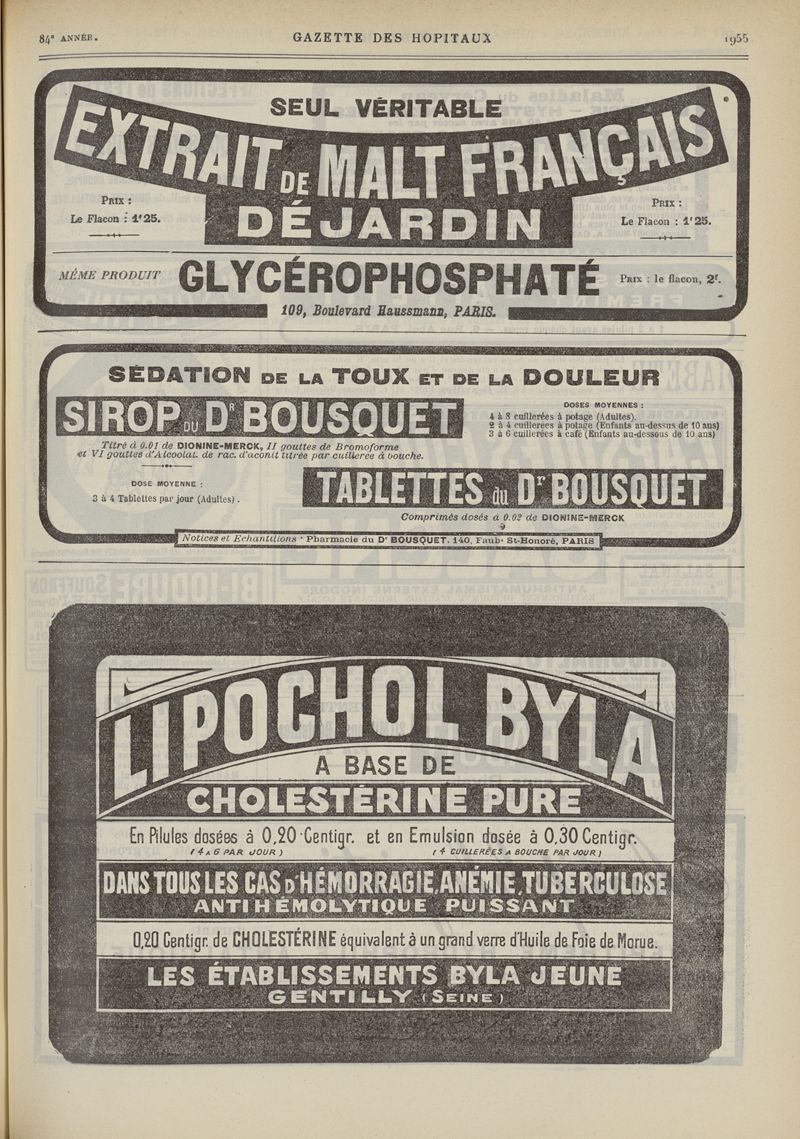 84ᵉ ANNÉE. GAZETTE DES HOPITAUX 1955
SEUL VÉRITABLE
EXTRAIT DE MALT FRANÇAIS
DÉJARDIN
PRIX :
Le Flacon : 1ᶠ25.
PRIX :
Le Flacon : 1ᶠ25.
MÊME PRODUIT GLYCÉROPHOSPHATÉ PRIX : le flacon, 2ᶠ.
109, Boulevard Haussmann, PARIS.
SÉDATION DE LA TOUX ET DE LA DOULEUR
SIROP DU Dʳ BOUSQUET
Titré à 0.01 de DIONINE-MERCK, II gouttes de Bromoforme
et VI gouttes d'Alcoolat. de rac. d'aconit titrée par cuillerée à bouche.
DOSES MOYENNES :
4 à 8 cuillerées à potage (Adultes).
2 à 4 cuillerées à potage (Enfants au-dessus de 10 ans)
3 à 6 cuillerées à café (Enfants au-dessous de 10 ans)
DOSE MOYENNE :
3 à 4 Tablettes par jour (Adultes).
TABLETTES du Dʳ BOUSQUET
Comprimés dosés à 0.02 de DIONINE-MERCK
Notices et Echantillons : Pharmacie du Dʳ BOUSQUET. 140, Faubᵍ St-Honoré, PARIS
LIPOCHOL BYLA
A BASE DE
CHOLESTÉRINE PURE
En Pilules dosées à 0,20 Centigr. et en Emulsion dosée à 0,30 Centigr.
(4 A 6 PAR JOUR) (4 CUILLERÉES A BOUCHE PAR JOUR)
DANS TOUS LES CAS D'HÉMORRAGIE, ANÉMIE, TUBERCULOSE
ANTIHÉMOLYTIQUE PUISSANT
0,20 Centigr. de CHOLESTÉRINE équivalent à un grand verre d'Huile de Foie de Morue.
LES ÉTABLISSEMENTS BYLA JEUNE
GENTILLY (SEINE)